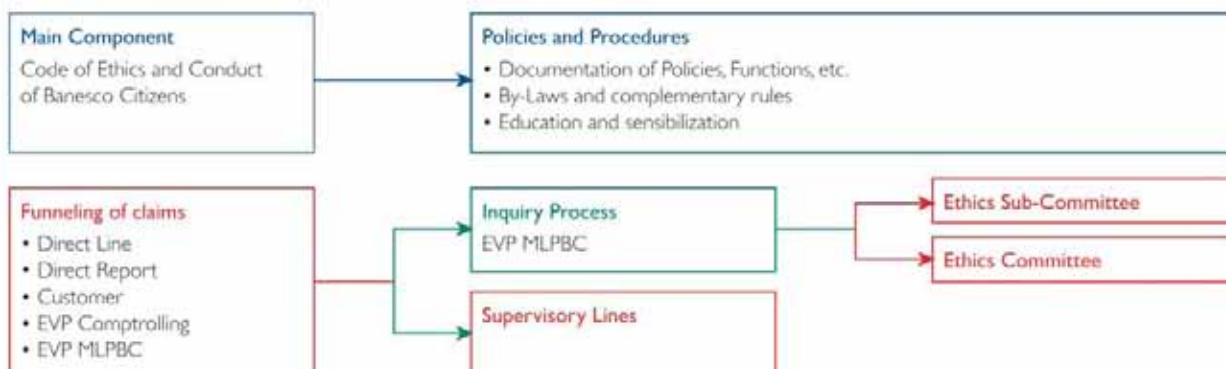 Main Component
Code of Ethics and Conduct
of Banesco Citizens
Policies and Procedures
• Documentation of Policies, Functions, etc.
• By-Laws and complementary rules
• Education and sensibilization
Funneling of claims
• Direct Line
• Direct Report
• Customer
• EVP Comptrolling
• EVP MLPBC
Inquiry Process
EVP MLPBC
Supervisory Lines
Ethics Sub-Committee
Ethics Committee